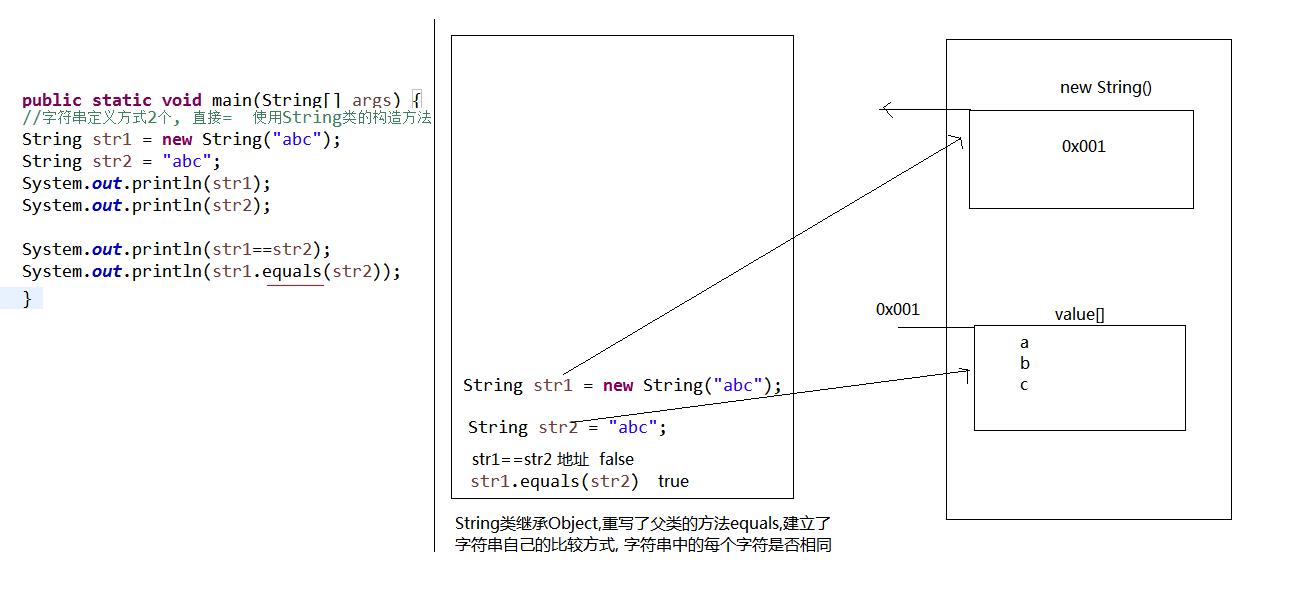 public static void main(String[] args) {
//字符串定义方式2个, 直接=  使用String类的构造方法
String str1 = new String("abc");
String str2 = "abc";
System.out.println(str1);
System.out.println(str2);
System.out.println(str1==str2);
System.out.println(str1.equals(str2));
}
String str1 = new String("abc");
String str2 = "abc";
str1==str2 地址  false
str1.equals(str2)  true
String类继承Object,重写了父类的方法equals,建立了
字符串自己的比较方式, 字符串中的每个字符是否相同
new String()
0x001
0x001
value[]
a
b
c